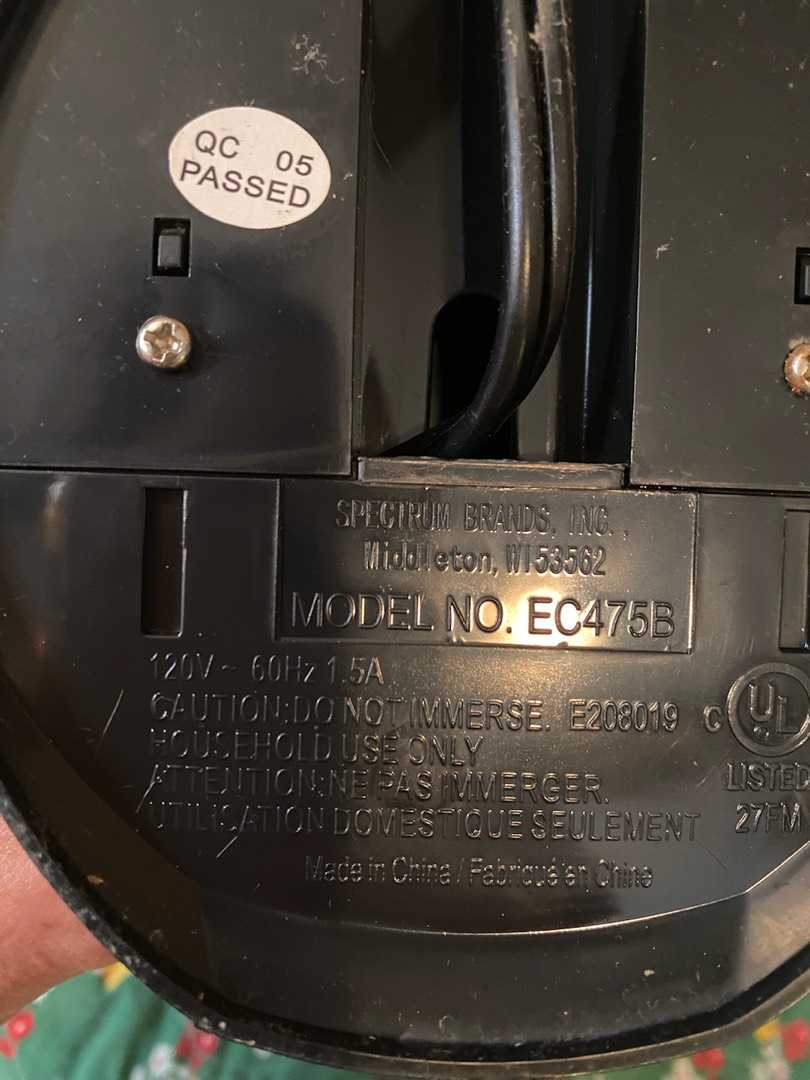 QC 05
PASSED
SPECTRUM BRANDS, INC.,
Middleton, WI 53562
MODEL NO. EC475B
120V ~ 60Hz 1.5A
CAUTION: DO NOT IMMERSE. E208019
HOUSEHOLD USE ONLY
ATTENTION: NE PAS IMMERGER.
UTILISATION DOMESTIQUE SEULEMENT
C UL
LISTED
27FM
Made in China / Fabriqué en Chine